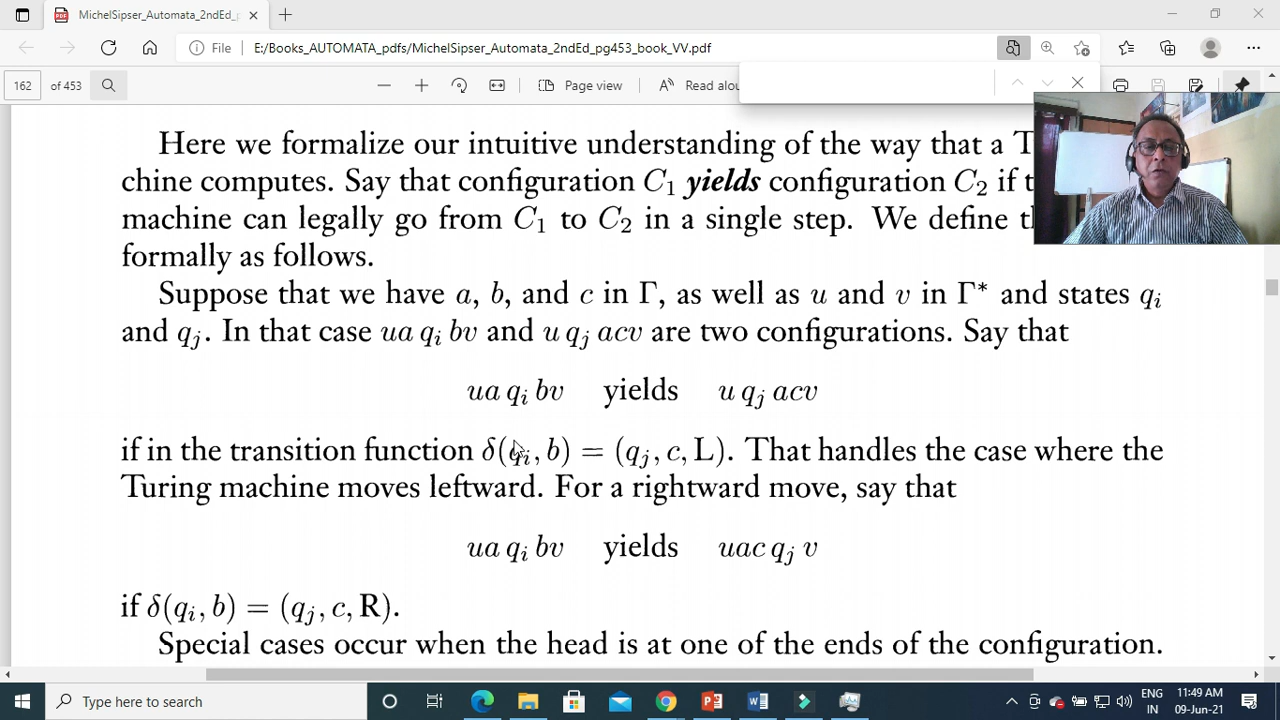 MichelSipser_Automata_2ndEd_p
File E:/Books_AUTOMATA_pdfs/MichelSipser_Automata_2ndEd_pg453_book_VV.pdf
162 of 453 Page view Read alou
Here we formalize our intuitive understanding of the way that a T
chine computes. Say that configuration C₁ yields configuration C₂ if t
machine can legally go from C₁ to C₂ in a single step. We define th
formally as follows.
Suppose that we have a, b, and c in Γ, as well as u and v in Γ* and states qᵢ
and qⱼ. In that case ua qᵢ bv and u qⱼ acv are two configurations. Say that
ua qᵢ bv yields u qⱼ acv
if in the transition function δ(qᵢ, b) = (qⱼ, c, L). That handles the case where the
Turing machine moves leftward. For a rightward move, say that
ua qᵢ bv yields uac qⱼ v
if δ(qᵢ, b) = (qⱼ, c, R).
Special cases occur when the head is at one of the ends of the configuration.
Type here to search
ENG 11:49 AM
IN 09-Jun-21